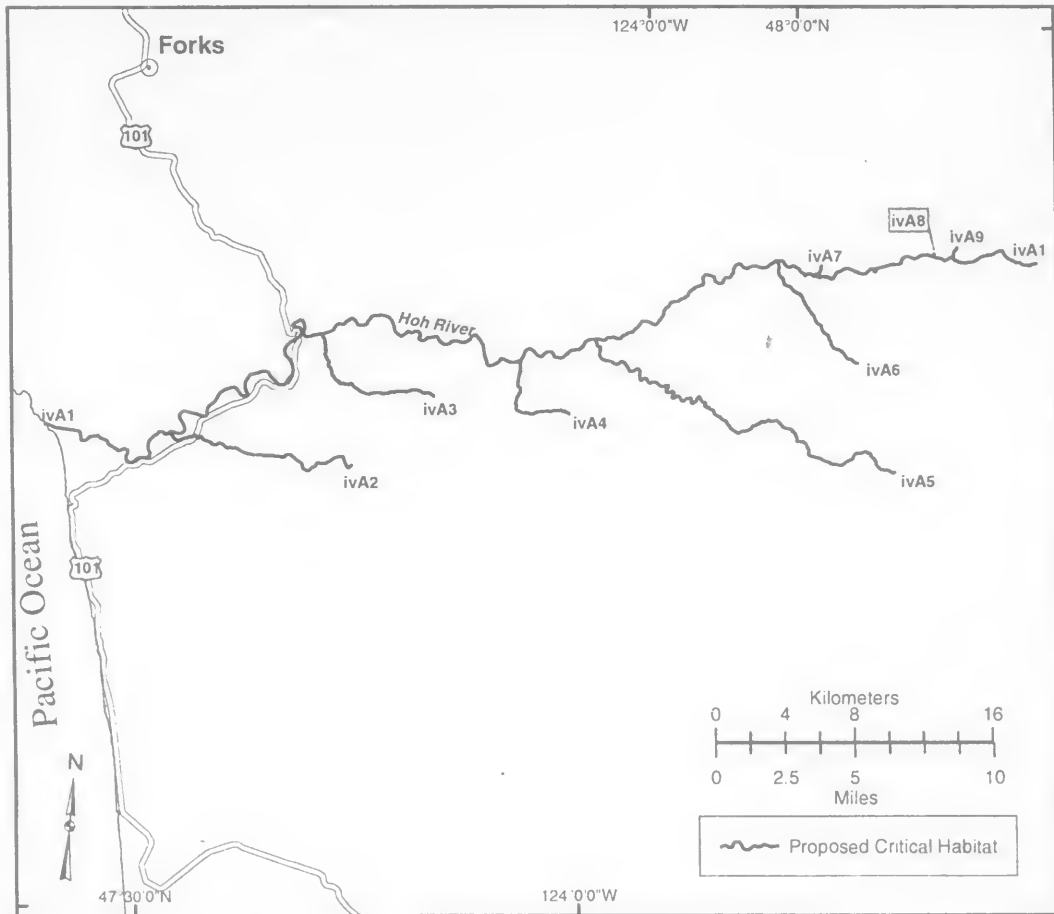 124°0'0"W
48°0'0"N
Forks
101
ivA8
ivA9
ivA7
ivA1
Hoh River
ivA6
ivA3
ivA1
ivA4
ivA2
ivA5
101
Pacific Ocean
Kilometers
0 4 8 16
0 2.5 5 10
Miles
N
Proposed Critical Habitat
47°30'0"N
124°0'0"W